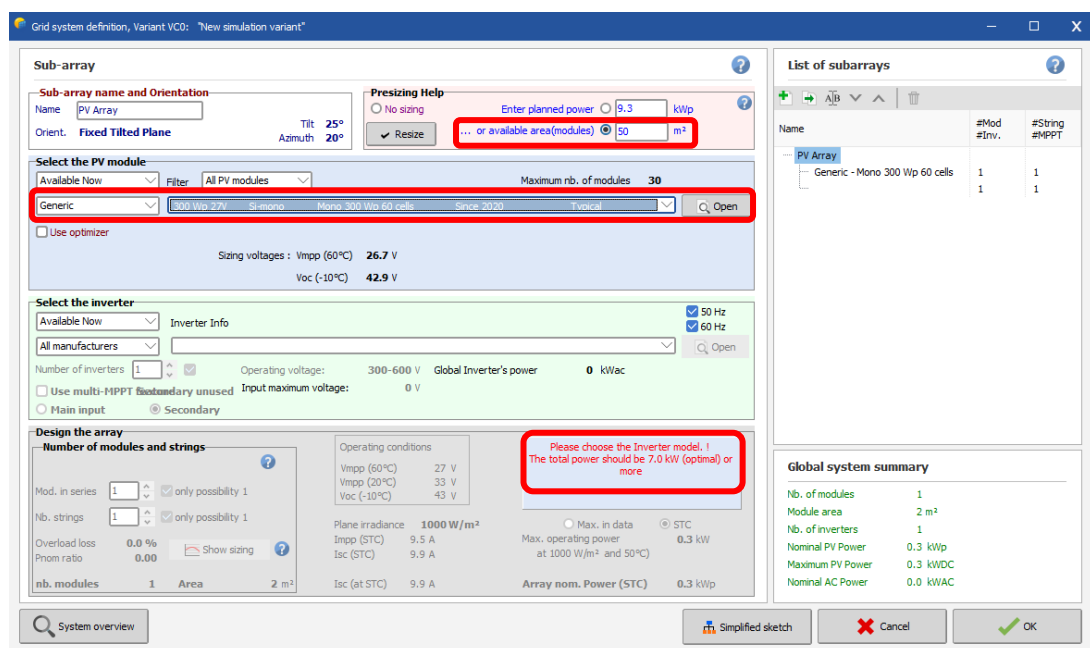 Grid system definition, Variant VC0: "New simulation variant"
Sub-array
Sub-array name and Orientation
Name PV Array
Orient. Fixed Tilted Plane
Tilt 25°
Azimuth 20°
Presizing Help
No sizing
Enter planned power 9.3 kWp
Resize
... or available area(modules) 50 m²
Select the PV module
Available Now
Filter All PV modules
Maximum nb. of modules 30
Generic
300 Wp 27V Si-mono Mono 300 Wp 60 cells Since 2020 Typical
Open
Use optimizer
Sizing voltages : Vmpp (60°C) 26.7 V
Voc (-10°C) 42.9 V
Select the inverter
Available Now
Inverter Info
50 Hz
60 Hz
All manufacturers
Open
Number of inverters 1
Operating voltage: 300-600 V Global Inverter's power 0 kWac
Use multi-MPPT unused
Input maximum voltage: 0 V
Main input Secondary
Design the array
Number of modules and strings
Mod. in series 1 only possibility 1
Nb. strings 1 only possibility 1
Overload loss 0.0 %
Pnom ratio 0.00
Show sizing
nb. modules 1 Area 2 m²
Operating conditions
Vmpp (60°C) 27 V
Vmpp (20°C) 33 V
Voc (-10°C) 43 V
Plane irradiance 1000 W/m²
Impp (STC) 9.5 A
Isc (STC) 9.9 A
Isc (at STC) 9.9 A
Please choose the Inverter model. !
The total power should be 7.0 kW (optimal) or
more
Max. in data STC
Max. operating power 0.3 kW
at 1000 W/m² and 50°C)
Array nom. Power (STC) 0.3 kWp
List of subarrays
A|B
Name
#Mod
#Inv.
#String
#MPPT
PV Array
Generic - Mono 300 Wp 60 cells 1 1
1 1
Global system summary
Nb. of modules 1
Module area 2 m²
Nb. of inverters 1
Nominal PV Power 0.3 kWp
Maximum PV Power 0.3 kWDC
Nominal AC Power 0.0 kWAC
System overview
Simplified sketch
Cancel
OK